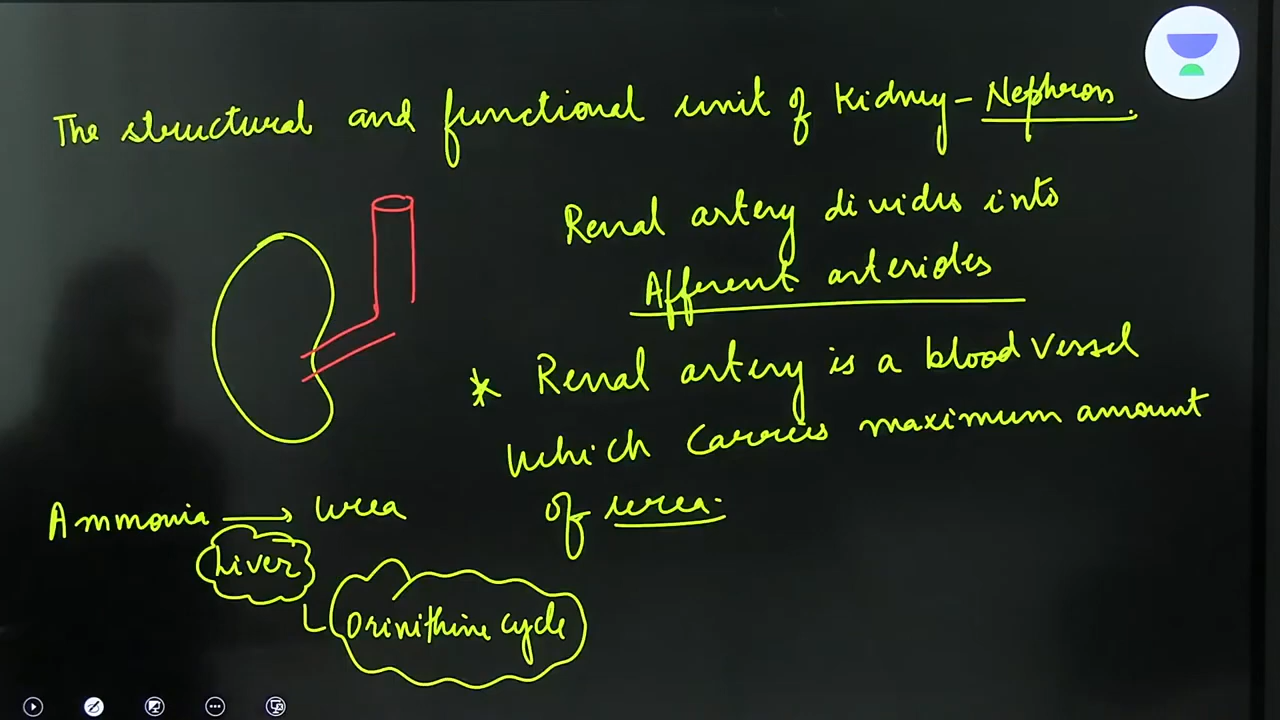 The structural and functional unit of Kidney - Nephron.
Renal artery divides into
Afferent arterioles
* Renal artery is a blood vessel
which carries maximum amount
of urea.
Ammonia → urea
Liver
Orinithine cycle